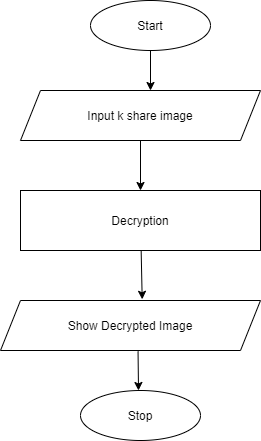 Start
Input k share image
Decryption
Show Decrypted Image
Stop